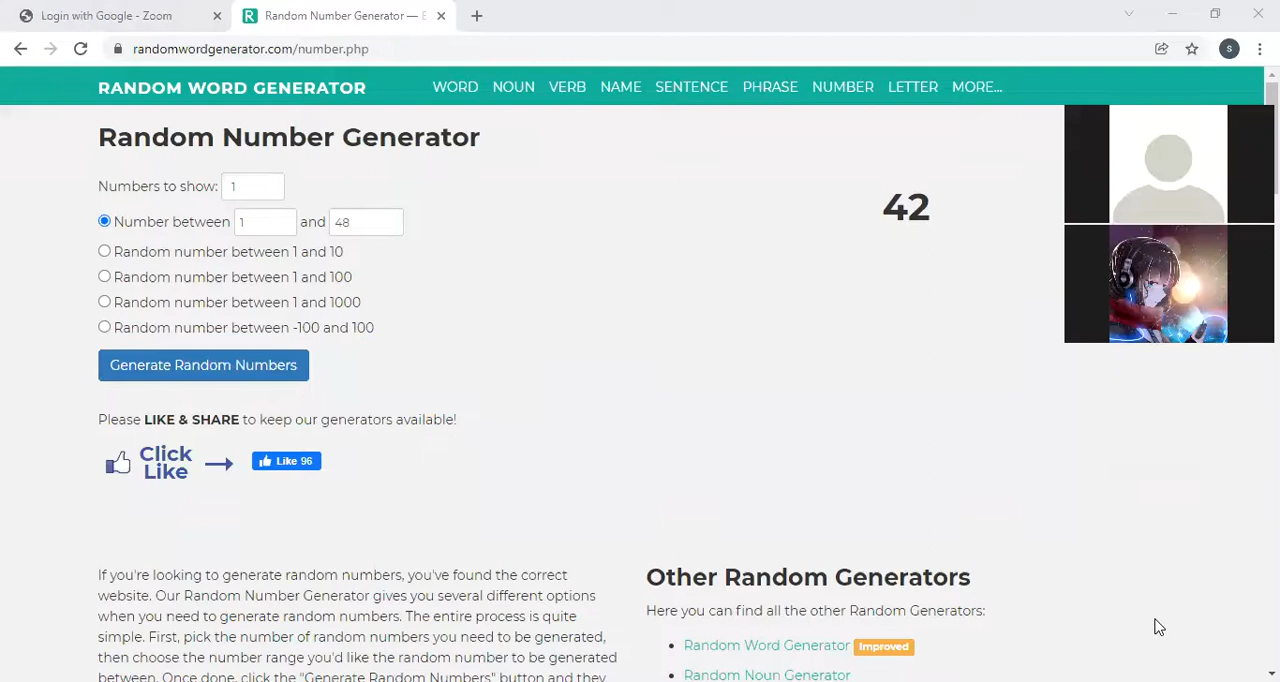 Login with Google - Zoom
Random Number Generator —
randomwordgenerator.com/number.php
S
RANDOM WORD GENERATOR WORD NOUN VERB NAME SENTENCE PHRASE NUMBER LETTER MORE...
Random Number Generator
Numbers to show: 1
Number between 1 and 48
42
Random number between 1 and 10
Random number between 1 and 100
Random number between 1 and 1000
Random number between -100 and 100
Generate Random Numbers
Please LIKE & SHARE to keep our generators available!
Click
Like
Like 96
If you're looking to generate random numbers, you've found the correct
website. Our Random Number Generator gives you several different options
when you need to generate random numbers. The entire process is quite
simple. First, pick the number of random numbers you need to be generated,
then choose the number range you'd like the random number to be generated
between. Once done, click the "Generate Random Numbers" button and they
Other Random Generators
Here you can find all the other Random Generators:
Random Word Generator Improved
Random Noun Generator